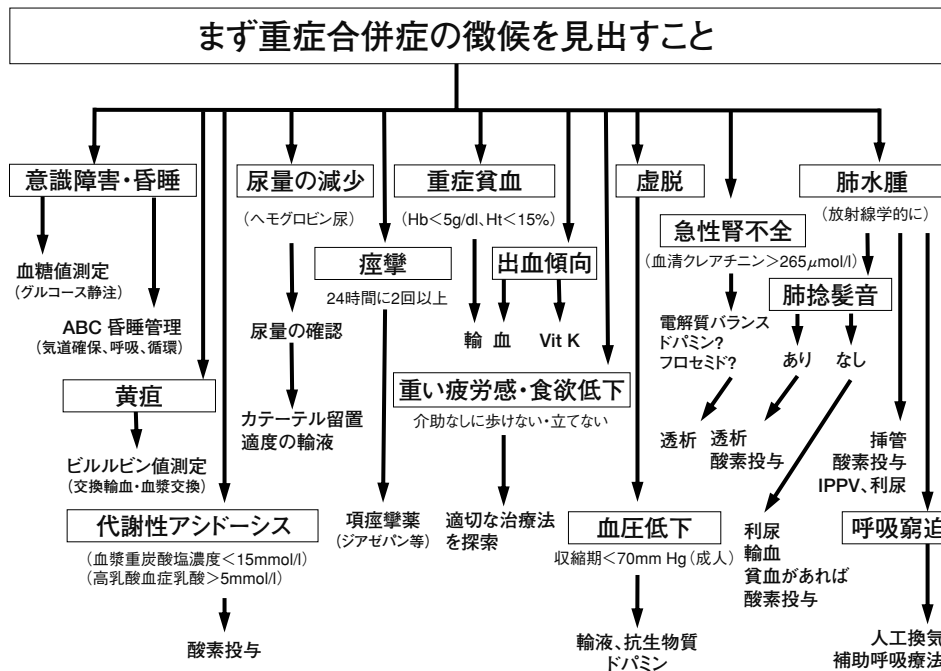 まず重症合併症の徴候を見出すこと
意識障害・昏睡
血糖値測定
(グルコース静注)
ABC 昏睡管理
(気道確保、呼吸、循環)
黄疸
ビルルビン値測定
(交換輸血・血漿交換)
代謝性アシドーシス
(血漿重炭酸塩濃度<15mmol/l)
(高乳酸血症乳酸>5mmol/l)
酸素投与
尿量の減少
(ヘモグロビン尿)
尿量の確認
カテーテル留置
適度の輸液
痙攣
24時間に2回以上
項痙攣薬
(ジアゼパン等)
重症貧血
(Hb<5g/dl、Ht<15%)
輸 血
出血傾向
Vit K
重い疲労感・食欲低下
介助なしに歩けない・立てない
適切な治療法
を探索
虚脱
血圧低下
収縮期<70mm Hg(成人)
輸液、抗生物質
ドパミン
急性腎不全
(血清クレアチニン>265μmol/l)
電解質バランス
ドパミン?
フロセミド?
透析
肺水腫
(放射線学的に)
肺捻髪音
あり
なし
透析
酸素投与
利尿
輸血
貧血があれば
酸素投与
挿管
酸素投与
IPPV、利尿
呼吸窮迫
人工換気
補助呼吸療法